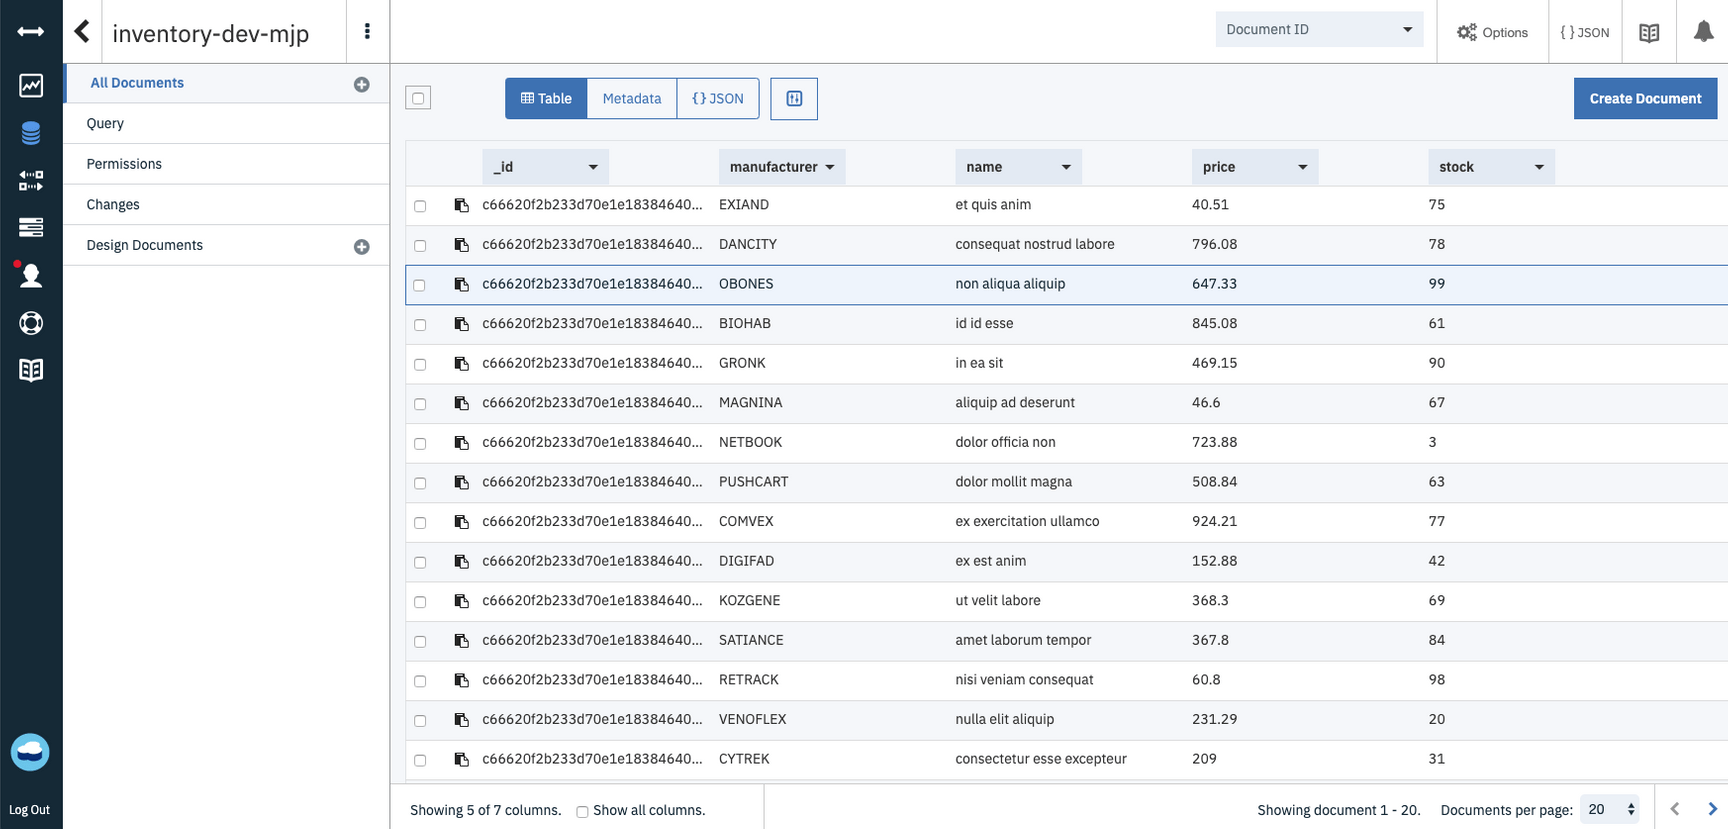 inventory-dev-mjp
Document ID
Options
{ } JSON
All Documents
Query
Permissions
Changes
Design Documents
Log Out
Table Metadata {} JSON
Create Document
_id manufacturer name price stock
c66620f2b233d70e1e18384640... EXIAND et quis anim 40.51 75
c66620f2b233d70e1e18384640... DANCITY consequat nostrud labore 796.08 78
c66620f2b233d70e1e18384640... OBONES non aliqua aliquip 647.33 99
c66620f2b233d70e1e18384640... BIOHAB id id esse 845.08 61
c66620f2b233d70e1e18384640... GRONK in ea sit 469.15 90
c66620f2b233d70e1e18384640... MAGNINA aliquip ad deserunt 46.6 67
c66620f2b233d70e1e18384640... NETBOOK dolor officia non 723.88 3
c66620f2b233d70e1e18384640... PUSHCART dolor mollit magna 508.84 63
c66620f2b233d70e1e18384640... COMVEX ex exercitation ullamco 924.21 77
c66620f2b233d70e1e18384640... DIGIFAD ex est anim 152.88 42
c66620f2b233d70e1e18384640... KOZGENE ut velit labore 368.3 69
c66620f2b233d70e1e18384640... SATIANCE amet laborum tempor 367.8 84
c66620f2b233d70e1e18384640... RETRACK nisi veniam consequat 60.8 98
c66620f2b233d70e1e18384640... VENOFLEX nulla elit aliquip 231.29 20
c66620f2b233d70e1e18384640... CYTREK consectetur esse excepteur 209 31
Showing 5 of 7 columns. Show all columns. Showing document 1 - 20. Documents per page: 20